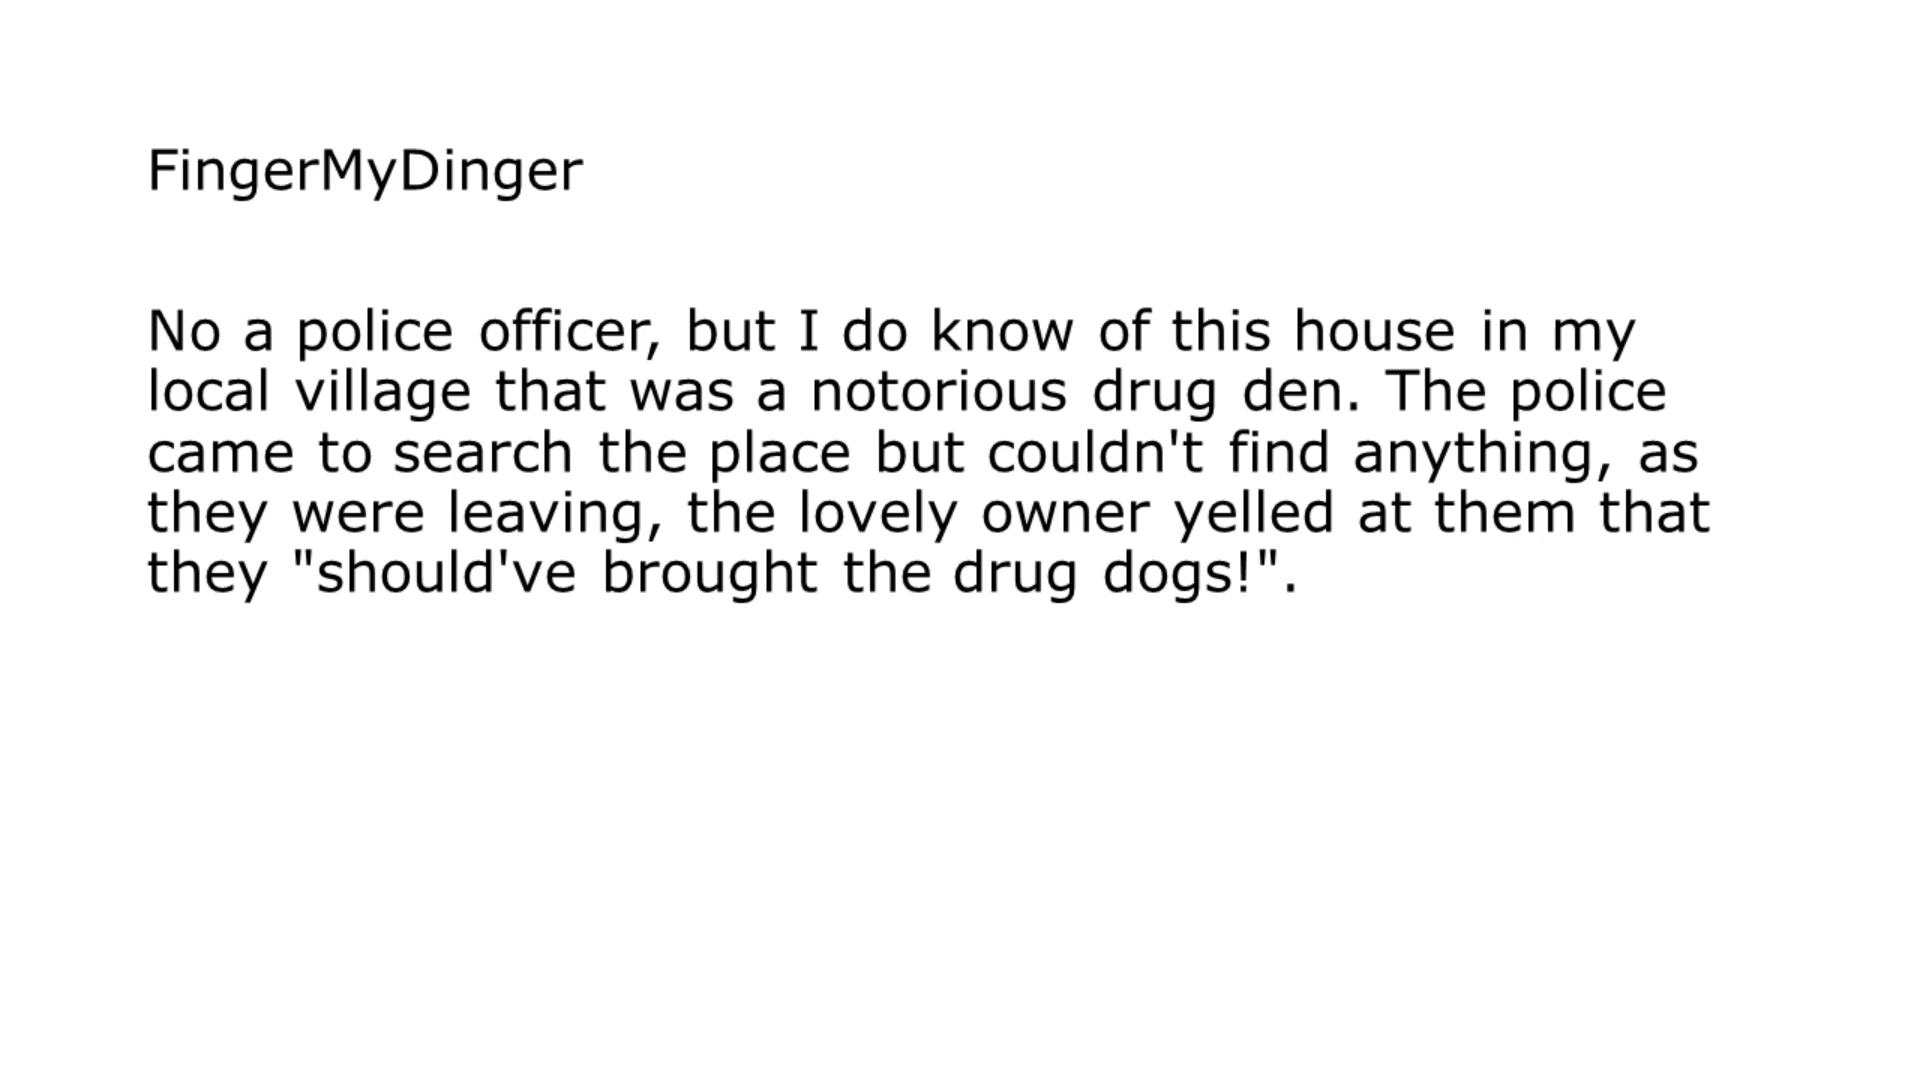 FingerMyDinger
No a police officer, but I do know of this house in my
local village that was a notorious drug den. The police
came to search the place but couldn't find anything, as
they were leaving, the lovely owner yelled at them that
they "should've brought the drug dogs!".